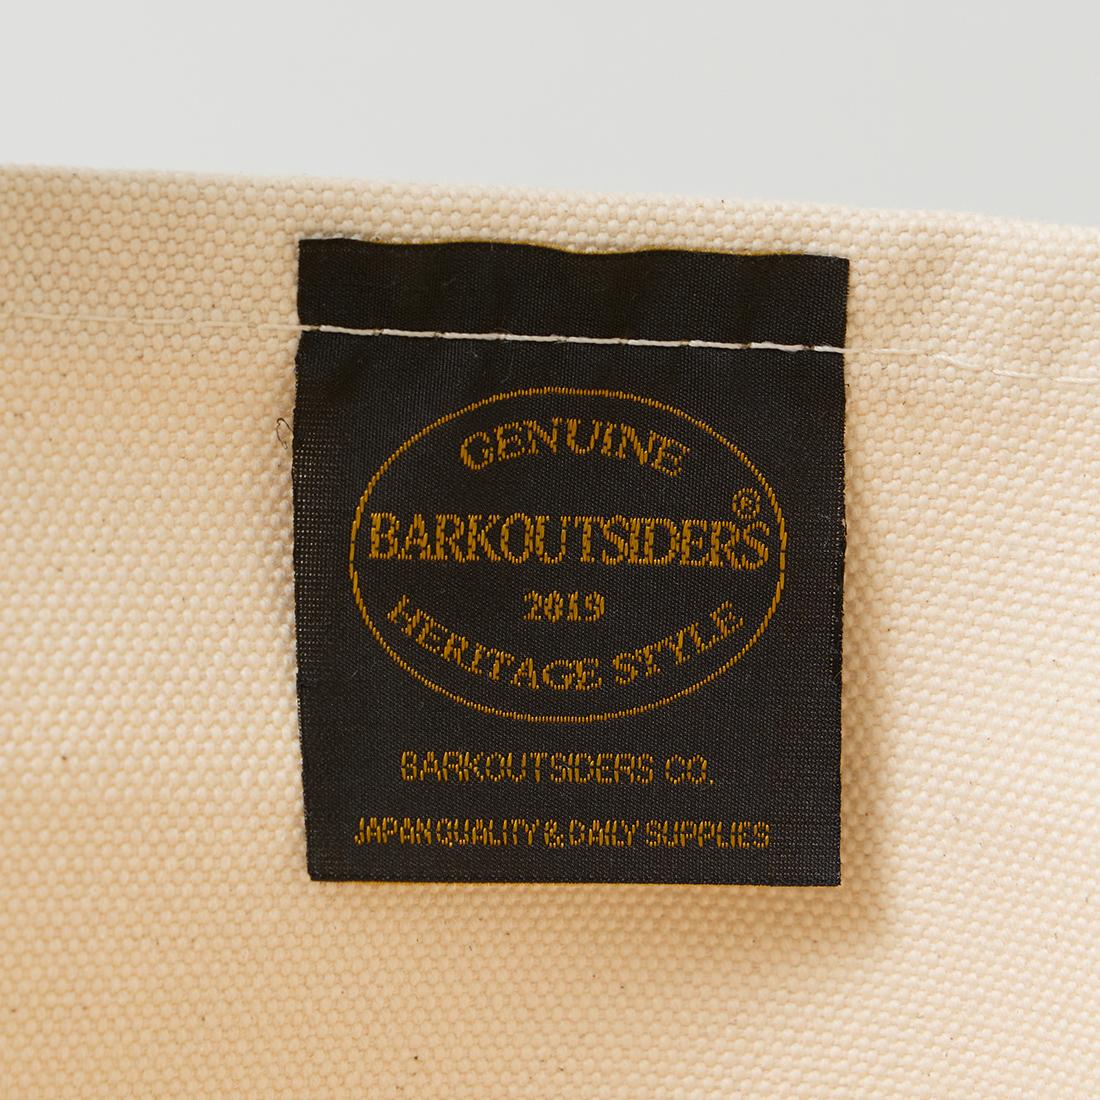 GENUINE
BARKOUTSIDERS®
2019
HERITAGE STYLE
BARKOUTSIDERS CO.
JAPAN QUALITY & DAILY SUPPLIES